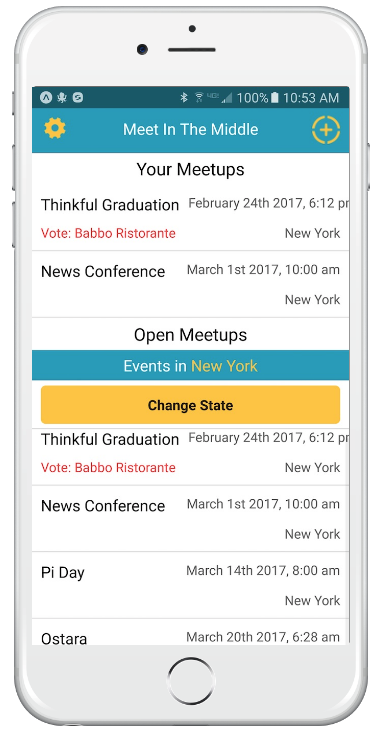 100% 10:53 AM
Meet In The Middle
Your Meetups
Thinkful Graduation February 24th 2017, 6:12 pr
Vote: Babbo Ristorante New York
News Conference March 1st 2017, 10:00 am
New York
Open Meetups
Events in New York
Change State
Thinkful Graduation February 24th 2017, 6:12 pr
Vote: Babbo Ristorante New York
News Conference March 1st 2017, 10:00 am
New York
Pi Day March 14th 2017, 8:00 am
New York
Ostara March 20th 2017, 6:28 am